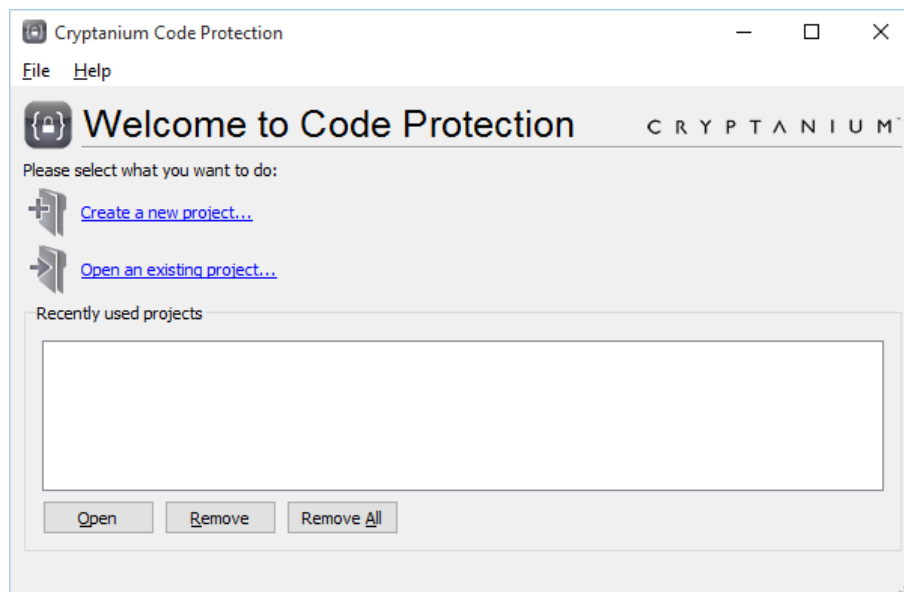 Cryptanium Code Protection
File Help
Welcome to Code Protection CRYPTANIUM™
Please select what you want to do:
Create a new project...
Open an existing project...
Recently used projects
Open Remove Remove All